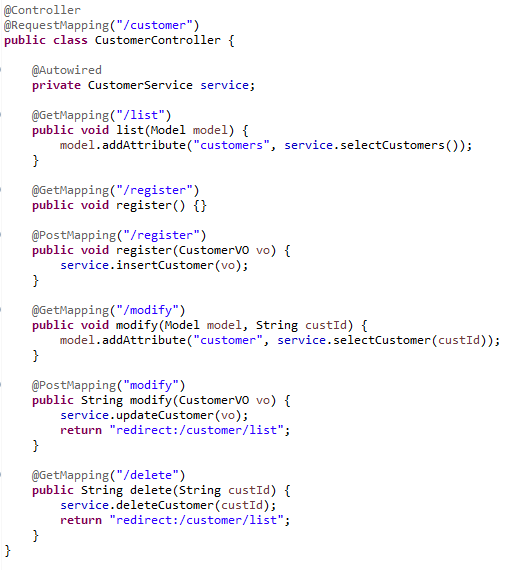 @Controller
@RequestMapping("/customer")
public class CustomerController {
@Autowired
private CustomerService service;
@GetMapping("/list")
public void list(Model model) {
model.addAttribute("customers", service.selectCustomers());
}
@GetMapping("/register")
public void register() {}
@PostMapping("/register")
public void register(CustomerVO vo) {
service.insertCustomer(vo);
}
@GetMapping("/modify")
public void modify(Model model, String custId) {
model.addAttribute("customer", service.selectCustomer(custId));
}
@PostMapping("modify")
public String modify(CustomerVO vo) {
service.updateCustomer(vo);
return "redirect:/customer/list";
}
@GetMapping("/delete")
public String delete(String custId) {
service.deleteCustomer(custId);
return "redirect:/customer/list";
}
}